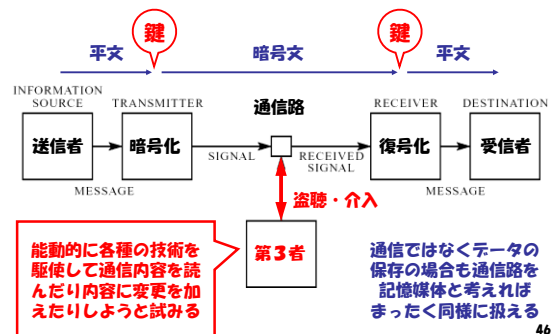 鍵
鍵
平文
暗号文
平文
INFORMATION
SOURCE
TRANSMITTER
通信路
RECEIVER
DESTINATION
送信者
暗号化
復号化
受信者
SIGNAL
RECEIVED
SIGNAL
MESSAGE
MESSAGE
盗聴・介入
第3者
能動的に各種の技術を
駆使して通信内容を読
んだり内容に変更を加
えたりしようと試みる
通信ではなくデータの
保存の場合も通信路を
記憶媒体と考えれば
まったく同様に扱える
46